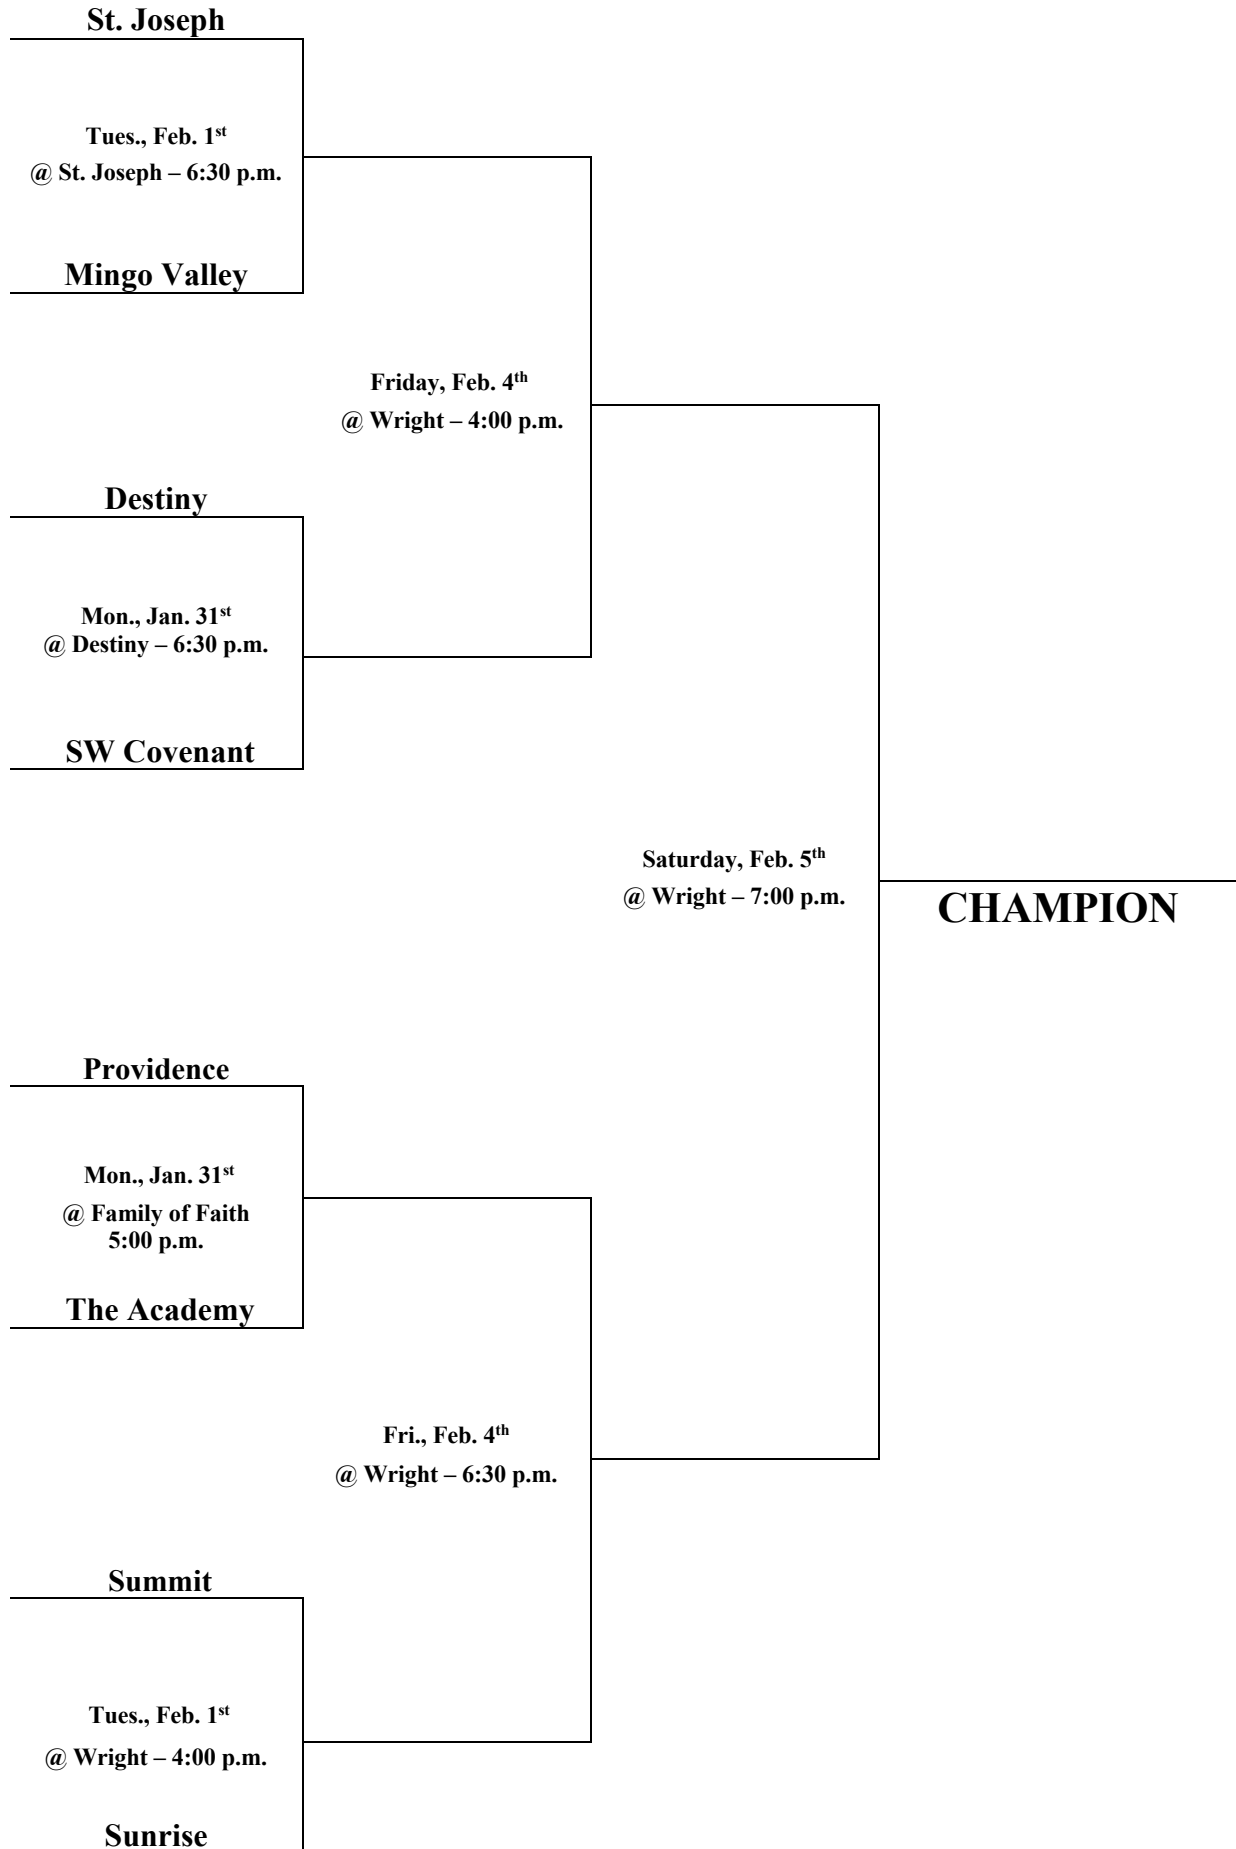 St. Joseph
Tues., Feb. 1st
@ St. Joseph – 6:30 p.m.
Mingo Valley
Friday, Feb. 4th
@ Wright – 4:00 p.m.
Destiny
Mon., Jan. 31st
@ Destiny – 6:30 p.m.
SW Covenant
Saturday, Feb. 5th
@ Wright – 7:00 p.m.
CHAMPION
Providence
Mon., Jan. 31st
@ Family of Faith
5:00 p.m.
The Academy
Fri., Feb. 4th
@ Wright – 6:30 p.m.
Summit
Tues., Feb. 1st
@ Wright – 4:00 p.m.
Sunrise